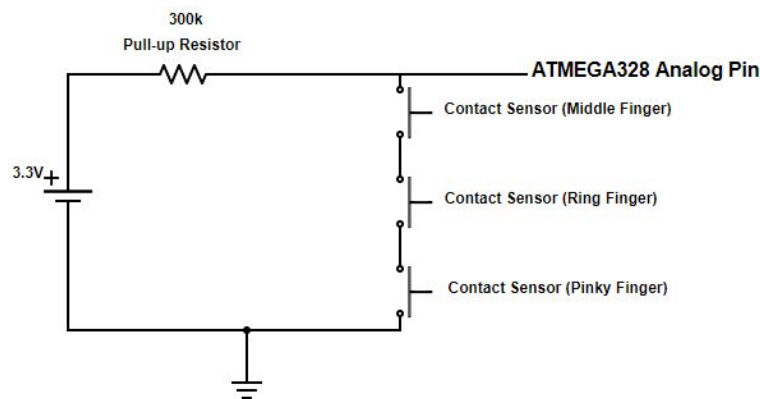 300k
Pull-up Resistor
ATMEGA328 Analog Pin
Contact Sensor (Middle Finger)
3.3V+
Contact Sensor (Ring Finger)
Contact Sensor (Pinky Finger)